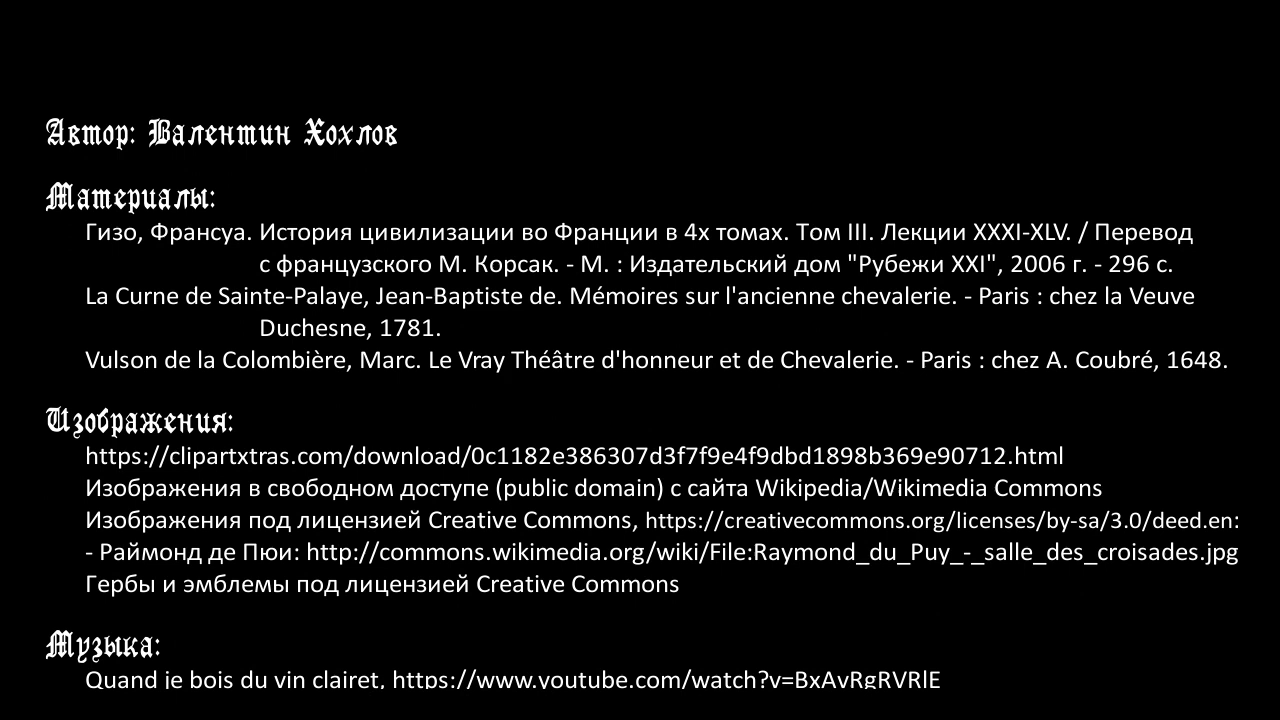 Автор: Валентин Хохлов
Материалы:
Гизо, Франсуа. История цивилизации во Франции в 4х томах. Том III. Лекции XXXI-XLV. / Перевод
с французского М. Корсак. - М. : Издательский дом "Рубежи XXI", 2006 г. - 296 с.
La Curne de Sainte-Palaye, Jean-Baptiste de. Mémoires sur l'ancienne chevalerie. - Paris : chez la Veuve
Duchesne, 1781.
Vulson de la Colombière, Marc. Le Vray Théâtre d'honneur et de Chevalerie. - Paris : chez A. Coubré, 1648.
Изображения:
https://clipartxtras.com/download/0c1182e386307d3f7f9e4f9dbd1898b369e90712.html
Изображения в свободном доступе (public domain) с сайта Wikipedia/Wikimedia Commons
Изображения под лицензией Creative Commons, https://creativecommons.org/licenses/by-sa/3.0/deed.en:
- Раймонд де Пюи: http://commons.wikimedia.org/wiki/File:Raymond_du_Puy_-_salle_des_croisades.jpg
Гербы и эмблемы под лицензией Creative Commons
Музыка:
Quand je bois du vin clairet, https://www.youtube.com/watch?v=BxAvRgRVRlE